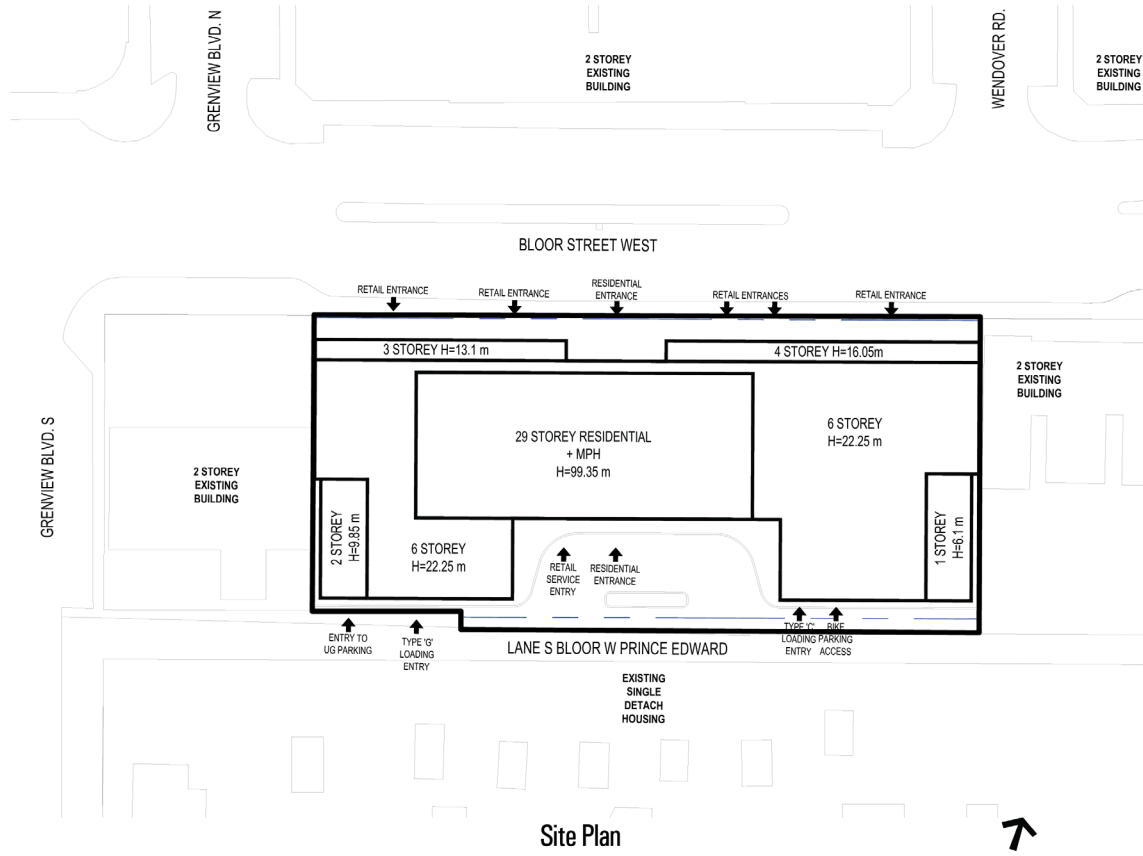 GRENVIEW BLVD. N
2 STOREY
EXISTING
BUILDING
WENDOVER RD.
2 STOREY
EXISTING
BUILDING
BLOOR STREET WEST
RETAIL ENTRANCE
RETAIL ENTRANCE
RESIDENTIAL
ENTRANCE
RETAIL ENTRANCES
RETAIL ENTRANCE
3 STOREY H=13.1 m
4 STOREY H=16.05m
2 STOREY
EXISTING
BUILDING
GRENVIEW BLVD. S
2 STOREY
EXISTING
BUILDING
29 STOREY RESIDENTIAL
+ MPH
H=99.35 m
6 STOREY
H=22.25 m
2 STOREY
H=9.85 m
6 STOREY
H=22.25 m
1 STOREY
H=6.1 m
RETAIL
SERVICE
ENTRY
RESIDENTIAL
ENTRANCE
ENTRY TO
UG PARKING
TYPE 'G'
LOADING
ENTRY
TYPE 'C'
LOADING
ENTRY
BIKE
PARKING
ACCESS
LANE S BLOOR W PRINCE EDWARD
EXISTING
SINGLE
DETACH
HOUSING
Site Plan